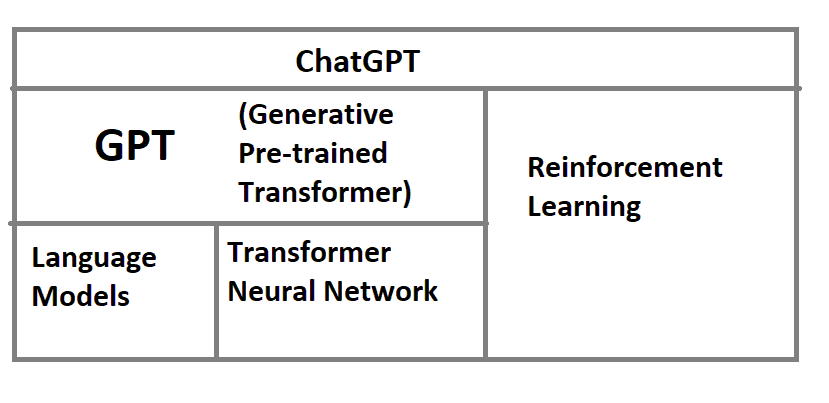 ChatGPT
GPT
(Generative
Pre-trained
Transformer)
Reinforcement
Learning
Language
Models
Transformer
Neural Network